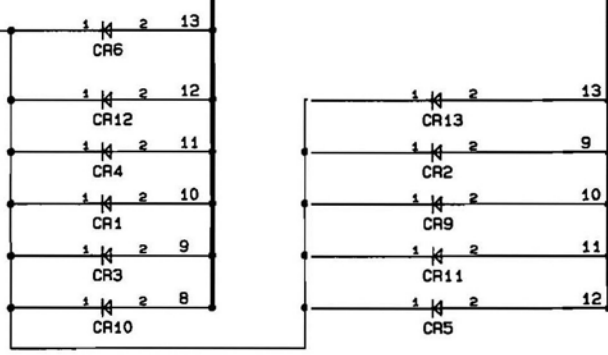 1 2 13
CR6
1 2 12
CR12
1 2 11
CR4
1 2 10
CR1
1 2 9
CR3
1 2 8
CR10
1 2 13
CR13
1 2 9
CR2
1 2 10
CR9
1 2 11
CR11
1 2 12
CR5